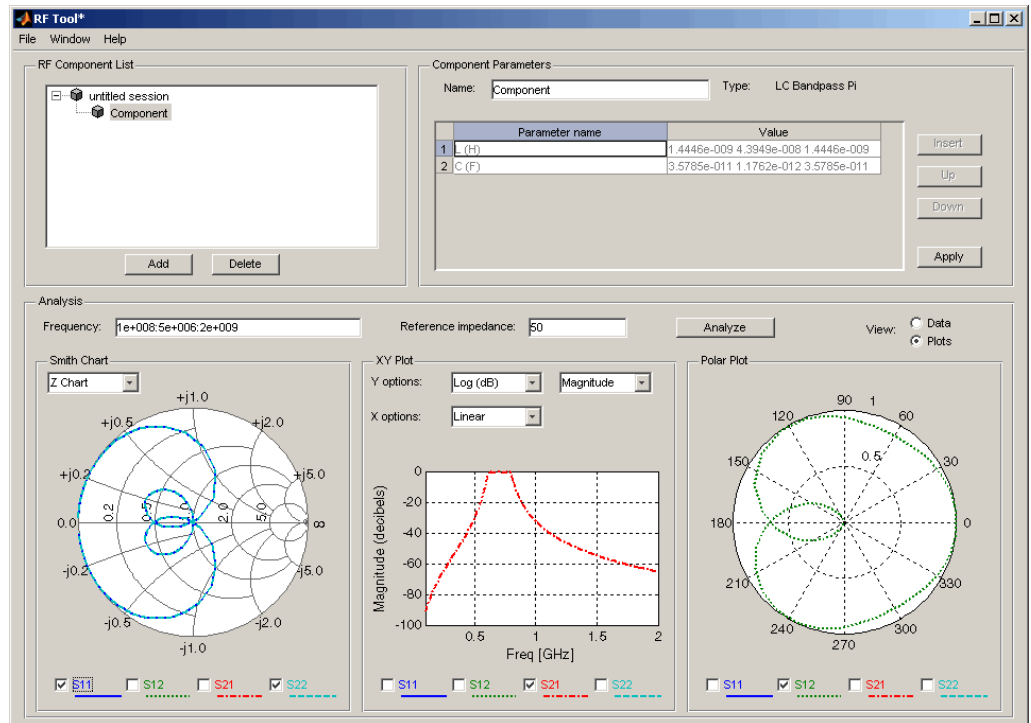 RF Tool*
File Window Help
RF Component List
untitled session
Component
Add Delete
Component Parameters
Name: Component Type: LC Bandpass Pi
Parameter name Value
1 L (H) 1.4446e-009 4.3949e-008 1.4446e-009
2 C (F) 3.5785e-011 1.1762e-012 3.5785e-011
Insert
Up
Down
Apply
Analysis
Frequency: 1e+008:5e+006:2e+009 Reference impedance: 50 Analyze View: Data
Plots
Smith Chart
Z Chart
+j1.0
+j0.5 +j2.0
+j0.2 +j5.0
0.0 0.2 0.5 1.0 2.0 5.0 ∞
-j0.2 -j5.0
-j0.5 -j2.0
-j1.0
S11 S12 S21 S22
XY Plot
Y options: Log (dB) Magnitude
X options: Linear
Magnitude (decibels)
0
-20
-40
-60
-80
-100
0.5 1 1.5 2
Freq [GHz]
S11 S12 S21 S22
Polar Plot
90 1
120 60
150 0.5 30
180 0
210 330
240 300
270
S11 S12 S21 S22